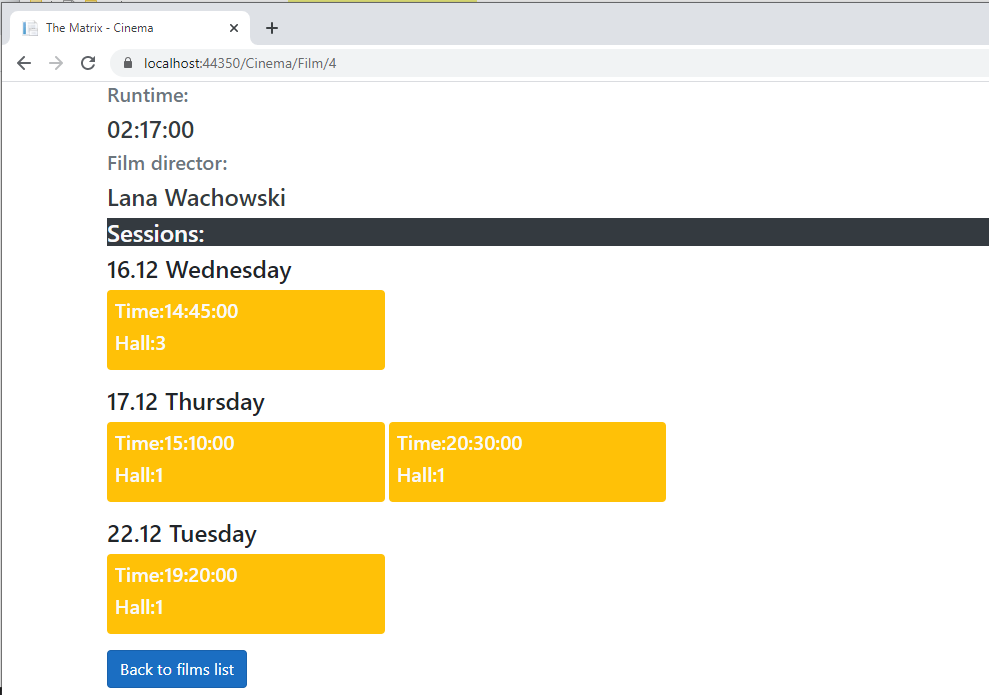 The Matrix - Cinema
localhost:44350/Cinema/Film/4
Runtime:
02:17:00
Film director:
Lana Wachowski
Sessions:
16.12 Wednesday
Time:14:45:00
Hall:3
17.12 Thursday
Time:15:10:00
Hall:1
Time:20:30:00
Hall:1
22.12 Tuesday
Time:19:20:00
Hall:1
Back to films list